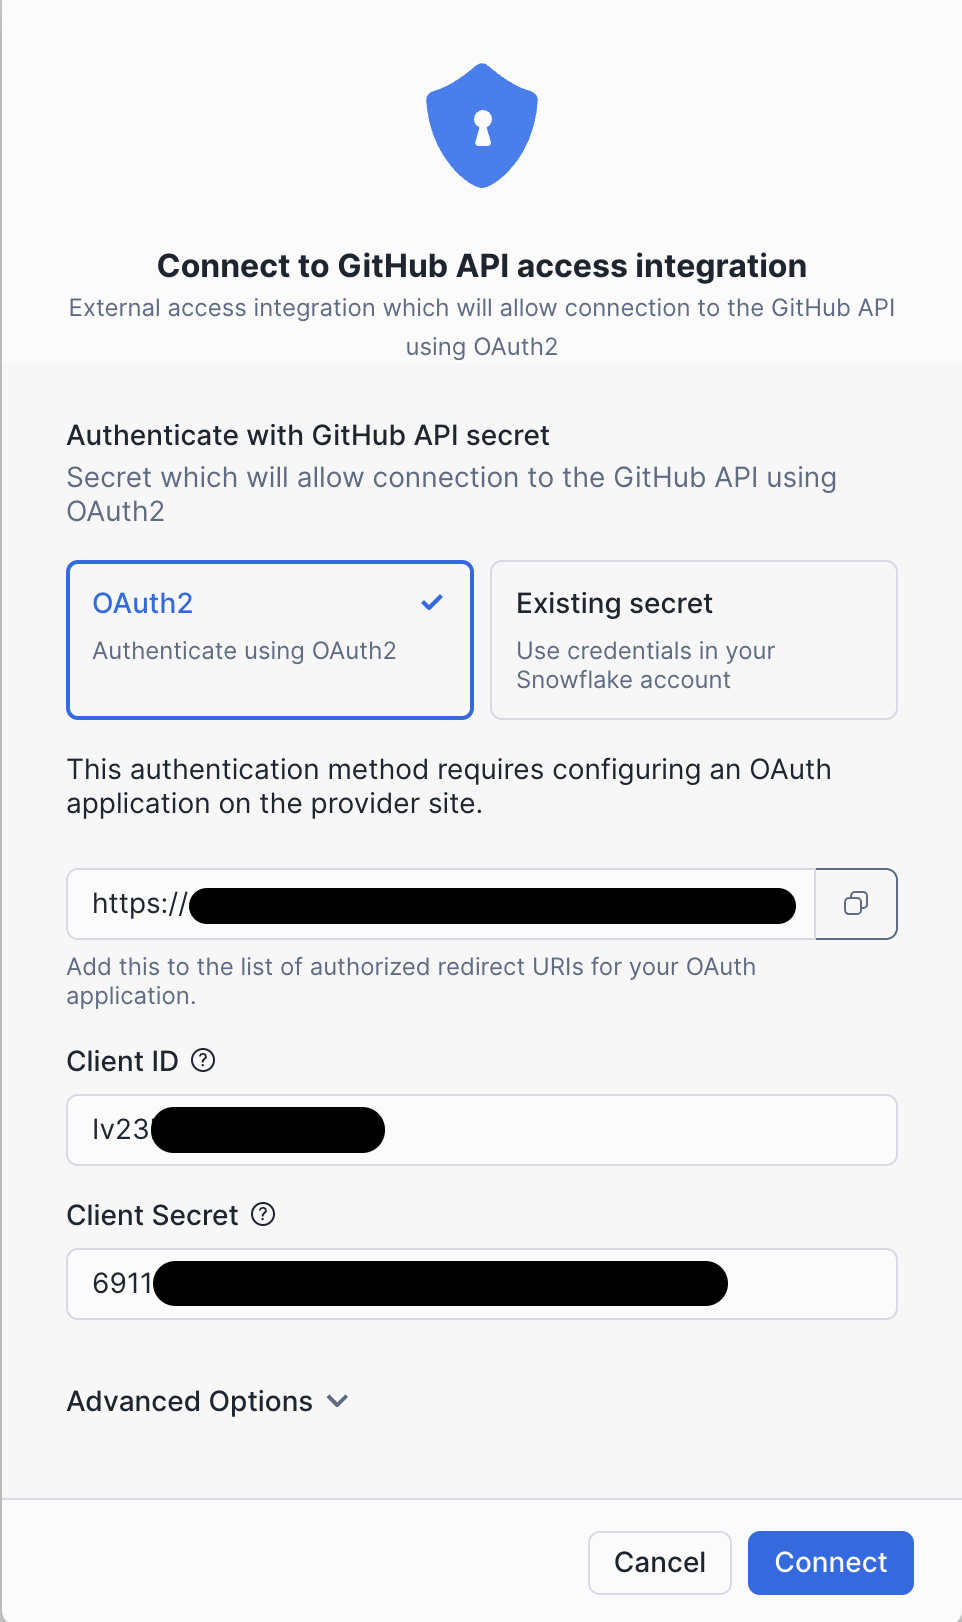 Connect to GitHub API access integration
External access integration which will allow connection to the GitHub API
using OAuth2
Authenticate with GitHub API secret
Secret which will allow connection to the GitHub API using
OAuth2
OAuth2
Authenticate using OAuth2
Existing secret
Use credentials in your
Snowflake account
This authentication method requires configuring an OAuth
application on the provider site.
https://
Add this to the list of authorized redirect URIs for your OAuth
application.
Client ID
Iv23
Client Secret
6911
Advanced Options
Cancel
Connect